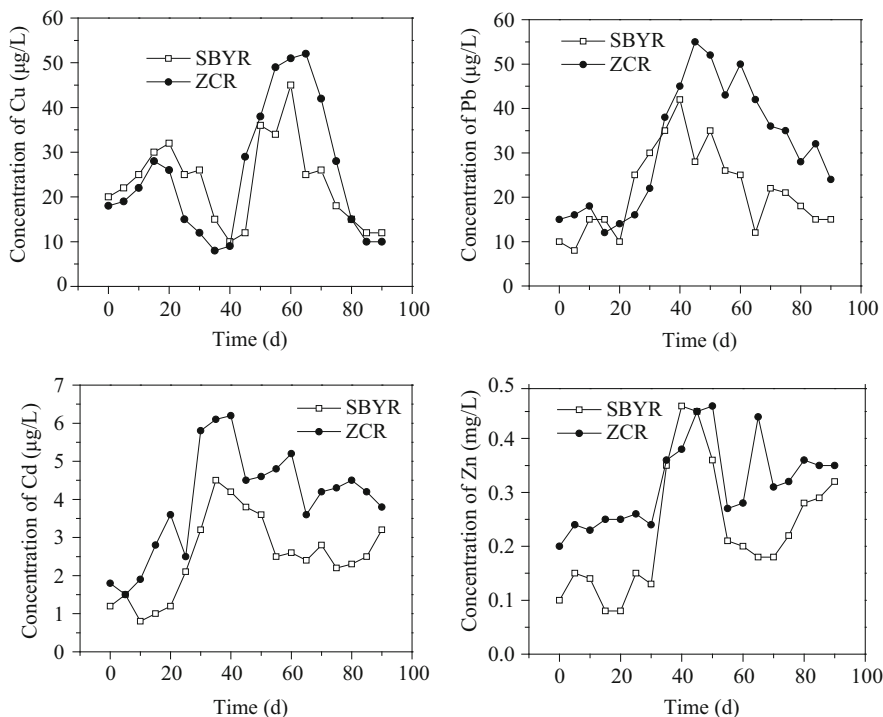 Concentration of Cu (μg/L)
60
50
40
30
20
10
0
SBYR
ZCR
0 20 40 60 80 100
Time (d)
Concentration of Pb (μg/L)
60
50
40
30
20
10
0
SBYR
ZCR
0 20 40 60 80 100
Time (d)
Concentration of Cd (μg/L)
7
6
5
4
3
2
1
0
SBYR
ZCR
0 20 40 60 80 100
Time (d)
Concentration of Zn (mg/L)
0.5
0.4
0.3
0.2
0.1
0.0
SBYR
ZCR
0 20 40 60 80 100
Time (d)